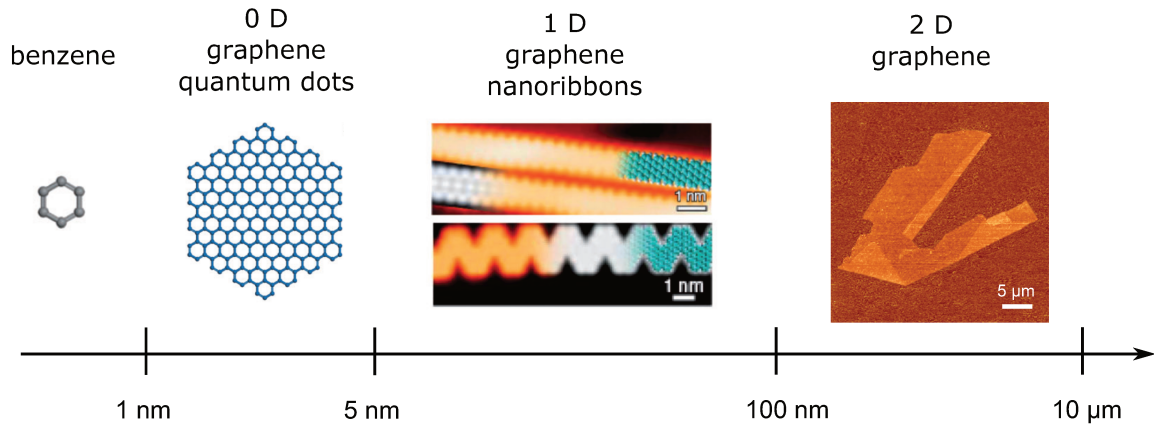 benzene
0 D
graphene
quantum dots
1 D
graphene
nanoribbons
2 D
graphene
1 nm
1 nm
5 µm
1 nm
5 nm
100 nm
10 µm